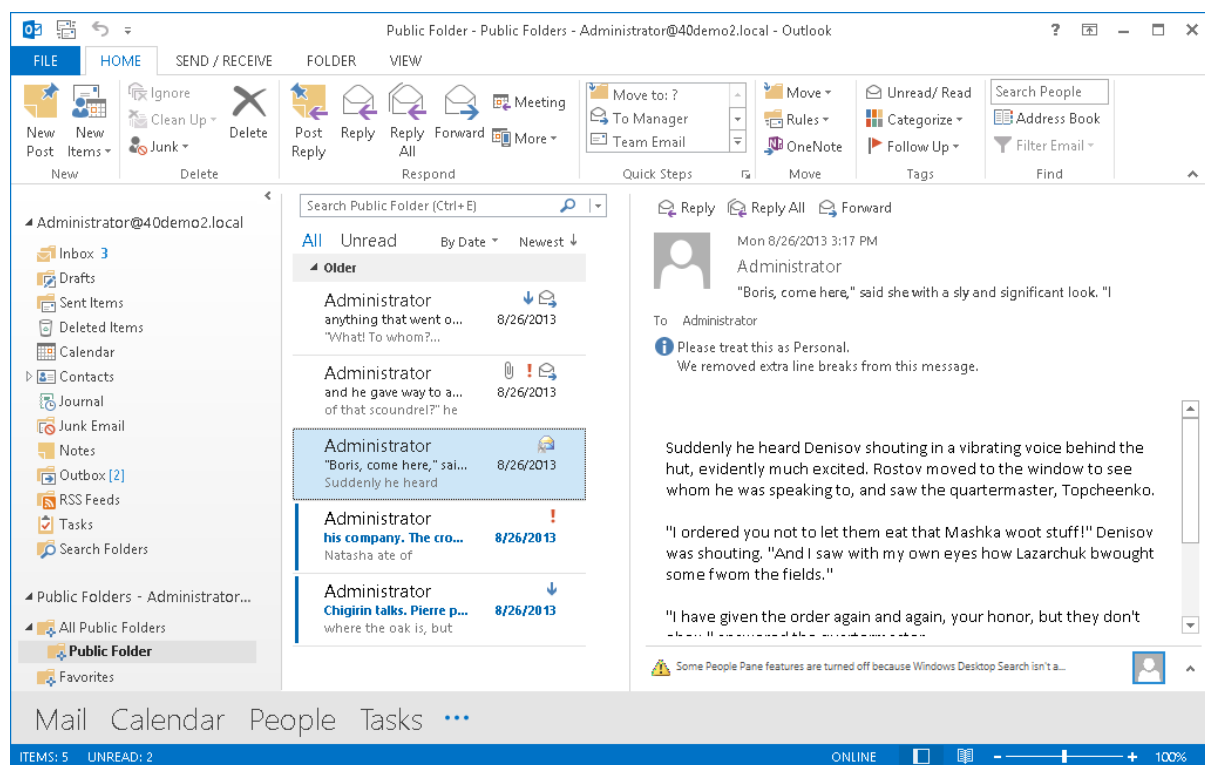 Public Folder - Public Folders - Administrator@40demo2.local - Outlook
FILE HOME SEND / RECEIVE FOLDER VIEW
New Post
New Items
Ignore
Clean Up
Junk
Delete
Post Reply
Reply
Reply All
Forward
Meeting
More
Move to: ?
To Manager
Team Email
Move
Rules
OneNote
Unread/ Read
Categorize
Follow Up
Search People
Address Book
Filter Email
New Delete Respond Quick Steps Move Tags Find
Administrator@40demo2.local
Inbox 3
Drafts
Sent Items
Deleted Items
Calendar
Contacts
Journal
Junk Email
Notes
Outbox [2]
RSS Feeds
Tasks
Search Folders
Public Folders - Administrator...
All Public Folders
Public Folder
Favorites
Search Public Folder (Ctrl+E)
All Unread By Date Newest
Older
Administrator
anything that went o... 8/26/2013
"What! To whom?...
Administrator
and he gave way to a... 8/26/2013
of that scoundrel?" he
Administrator
"Boris, come here," sai... 8/26/2013
Suddenly he heard
Administrator
his company. The cro... 8/26/2013
Natasha ate of
Administrator
Chigirin talks. Pierre p... 8/26/2013
where the oak is, but
Reply Reply All Forward
Mon 8/26/2013 3:17 PM
Administrator
"Boris, come here," said she with a sly and significant look. "I
To Administrator
Please treat this as Personal.
We removed extra line breaks from this message.
Suddenly he heard Denisov shouting in a vibrating voice behind the
hut, evidently much excited. Rostov moved to the window to see
whom he was speaking to, and saw the quartermaster, Topcheenko.
"I ordered you not to let them eat that Mashka woot stuff!" Denisov
was shouting. "And I saw with my own eyes how Lazarchuk bwought
some fwom the fields."
"I have given the order again and again, your honor, but they don't
Some People Pane features are turned off because Windows Desktop Search isn't a...
Mail Calendar People Tasks
ITEMS: 5 UNREAD: 2 ONLINE 100%